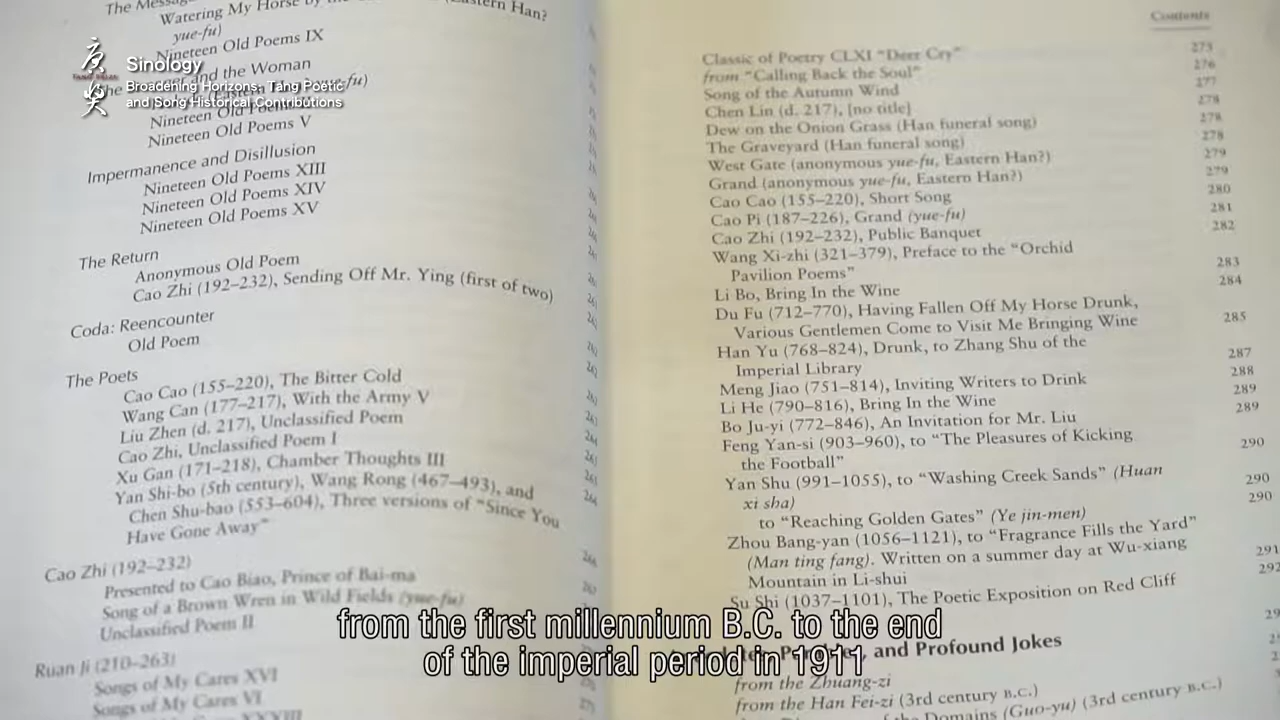 唐獎
TANG PRIZE
Sinology
Broadening Horizons, Tang Poetic
and Song Historical Contributions
Watering My Horse by the
yue-fu)
Nineteen Old Poems IX
and the Woman
Nineteen Old Poems
Nineteen Old Poems V
Impermanence and Disillusion
Nineteen Old Poems XIII
Nineteen Old Poems XIV
Nineteen Old Poems XV
The Return
Anonymous Old Poem
Cao Zhi (192–232), Sending Off Mr. Ying (first of two)
Coda: Reencounter
Old Poem
The Poets
Cao Cao (155–220), The Bitter Cold
Wang Can (177–217), With the Army V
Liu Zhen (d. 217), Unclassified Poem
Cao Zhi, Unclassified Poem I
Xu Gan (171–218), Chamber Thoughts III
Yan Shi-bo (5th century), Wang Rong (467–493), and
Chen Shu-bao (553–604), Three versions of “Since You
Have Gone Away”
Cao Zhi (192–232)
Presented to Cao Biao, Prince of Bai-ma
Song of a Brown Wren in Wild Fields (yue-fu)
Unclassified Poem II
Ruan Ji (210–263)
Songs of My Cares XVI
Songs of My Cares VI
Contents
Classic of Poetry CLXI “Deer Cry” 275
from “Calling Back the Soul” 276
Song of the Autumn Wind 277
Chen Lin (d. 217), [no title] 278
Dew on the Onion Grass (Han funeral song) 278
The Graveyard (Han funeral song) 278
West Gate (anonymous yue-fu, Eastern Han?) 279
Grand (anonymous yue-fu, Eastern Han?) 279
Cao Cao (155–220), Short Song 280
Cao Pi (187–226), Grand (yue-fu) 281
Cao Zhi (192–232), Public Banquet 282
Wang Xi-zhi (321–379), Preface to the “Orchid
Pavilion Poems” 283
Li Bo, Bring In the Wine 284
Du Fu (712–770), Having Fallen Off My Horse Drunk,
Various Gentlemen Come to Visit Me Bringing Wine 285
Han Yu (768–824), Drunk, to Zhang Shu of the
Imperial Library 287
Meng Jiao (751–814), Inviting Writers to Drink 288
Li He (790–816), Bring In the Wine 289
Bo Ju-yi (772–846), An Invitation for Mr. Liu 289
Feng Yan-si (903–960), to “The Pleasures of Kicking
the Football” 290
Yan Shu (991–1055), to “Washing Creek Sands” (Huan
xi sha) 290
to “Reaching Golden Gates” (Ye jin-men) 290
Zhou Bang-yan (1056–1121), to “Fragrance Fills the Yard”
(Man ting fang). Written on a summer day at Wu-xiang
Mountain in Li-shui 291
Su Shi (1037–1101), The Poetic Exposition on Red Cliff 292
and Profound Jokes
from the Zhuang-zi
from the Han Fei-zi (3rd century B.C.)
of the Domains (Guo-yu) (3rd century B.C.)
from the first millennium B.C. to the end
of the imperial period in 1911